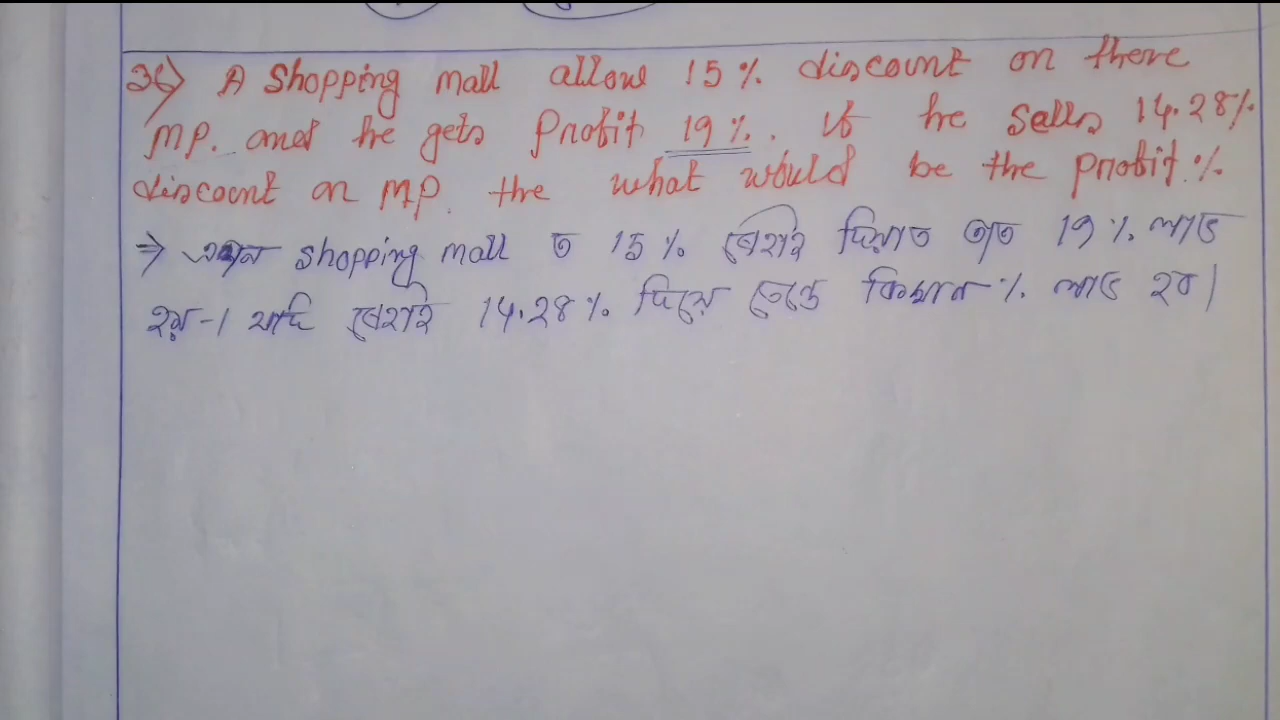 36) A Shopping mall allow 15% discount on there
MP. and he gets Profit 19%. if he Sells 14.28%
discount on MP. the what would be the profit %
⇒ এখন shopping mall ত 15% ৰেহাই দিয়াত তাত 19% লাভ
হয়-। যদি ৰেহাই 14.28% দিয়ে তেন্তে কিমান % লাভ হব।